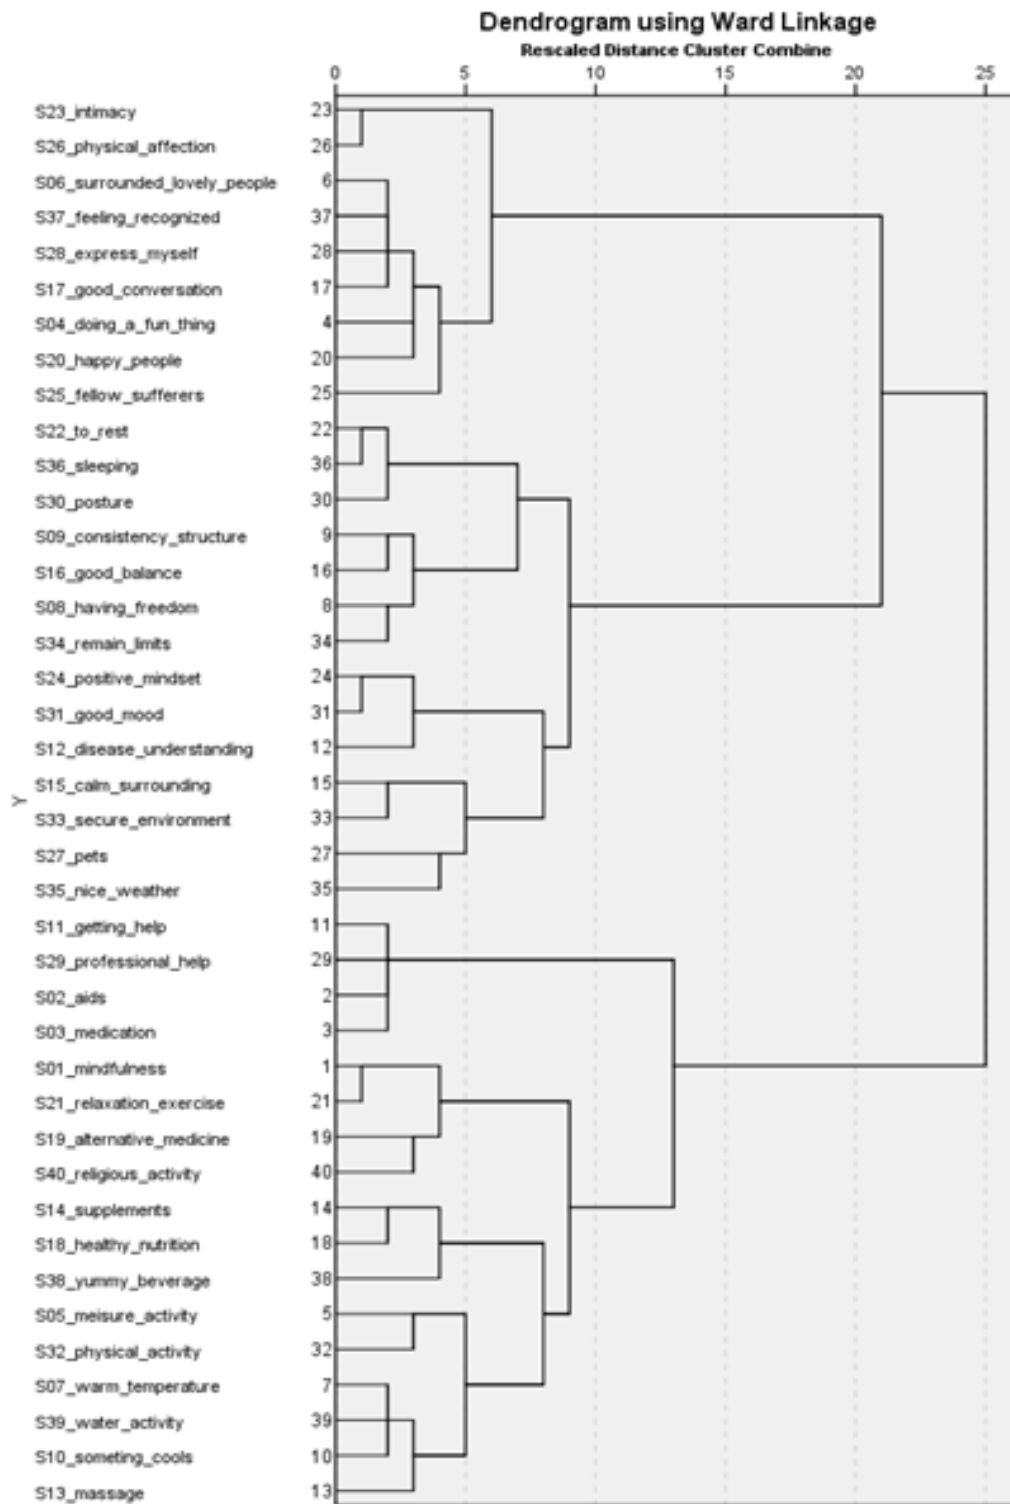 Dendrogram using Ward Linkage
Rescaled Distance Cluster Combine
0 5 10 15 20 25
S23_intimacy 23
S26_physical_affection 26
S06_surrounded_lovely_people 6
S37_feeling_recognized 37
S28_express_myself 28
S17_good_conversation 17
S04_doing_a_fun_thing 4
S20_happy_people 20
S25_fellow_sufferers 25
S22_to_rest 22
S36_sleeping 36
S30_posture 30
S09_consistency_structure 9
S16_good_balance 16
S08_having_freedom 8
S34_remain_limits 34
S24_positive_mindset 24
S31_good_mood 31
S12_disease_understanding 12
S15_calm_surrounding 15
Y
S33_secure_environment 33
S27_pets 27
S35_nice_weather 35
S11_getting_help 11
S29_professional_help 29
S02_aids 2
S03_medication 3
S01_mindfulness 1
S21_relaxation_exercise 21
S19_alternative_medicine 19
S40_religious_activity 40
S14_supplements 14
S18_healthy_nutrition 18
S38_yummy_beverage 38
S05_meisure_activity 5
S32_physical_activity 32
S07_warm_temperature 7
S39_water_activity 39
S10_someting_cools 10
S13_massage 13